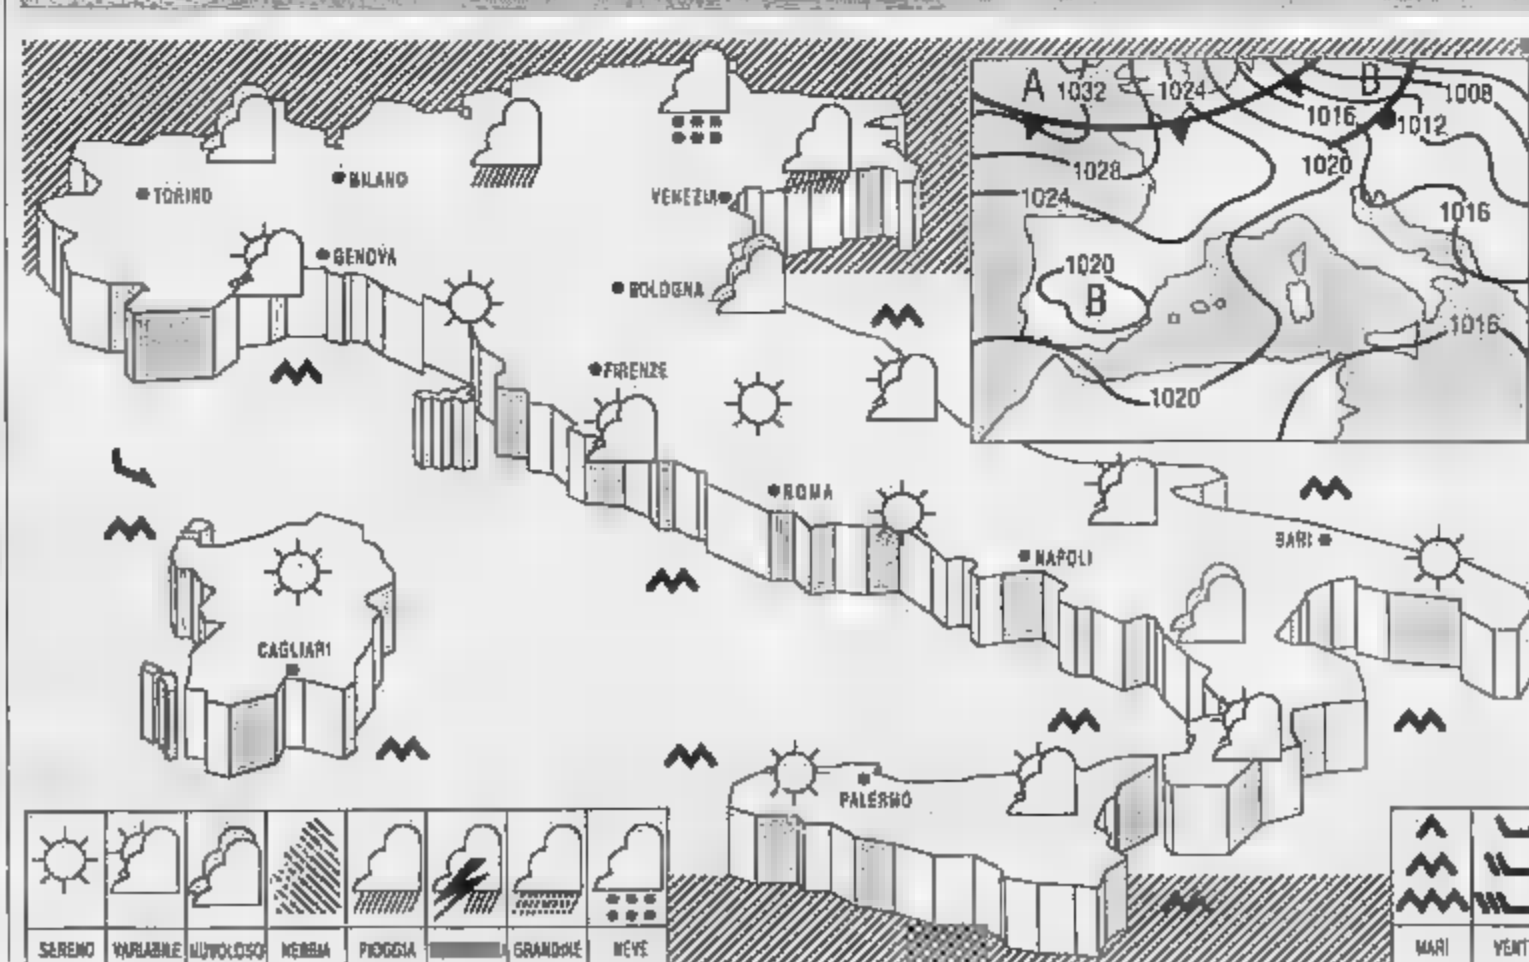 A 1032 1024 B 1008
1016 1012
1028 1020
1024
1016
1020
B
1016
1020
TORINO
MILANO
VENEZIA
GENOVA
BOLOGNA
FIRENZE
ROMA
NAPOLI
BARI
CAGLIARI
PALERMO
SERENO VARIABILE NUVOLOSO NEBBIA PIOGGIA GRANDINE NEVE
MARI VENT